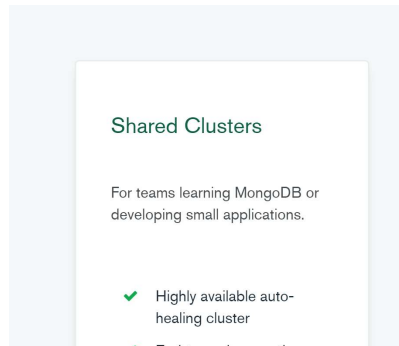 Shared Clusters
For teams learning MongoDB or
developing small applications.
Highly available auto-
healing cluster